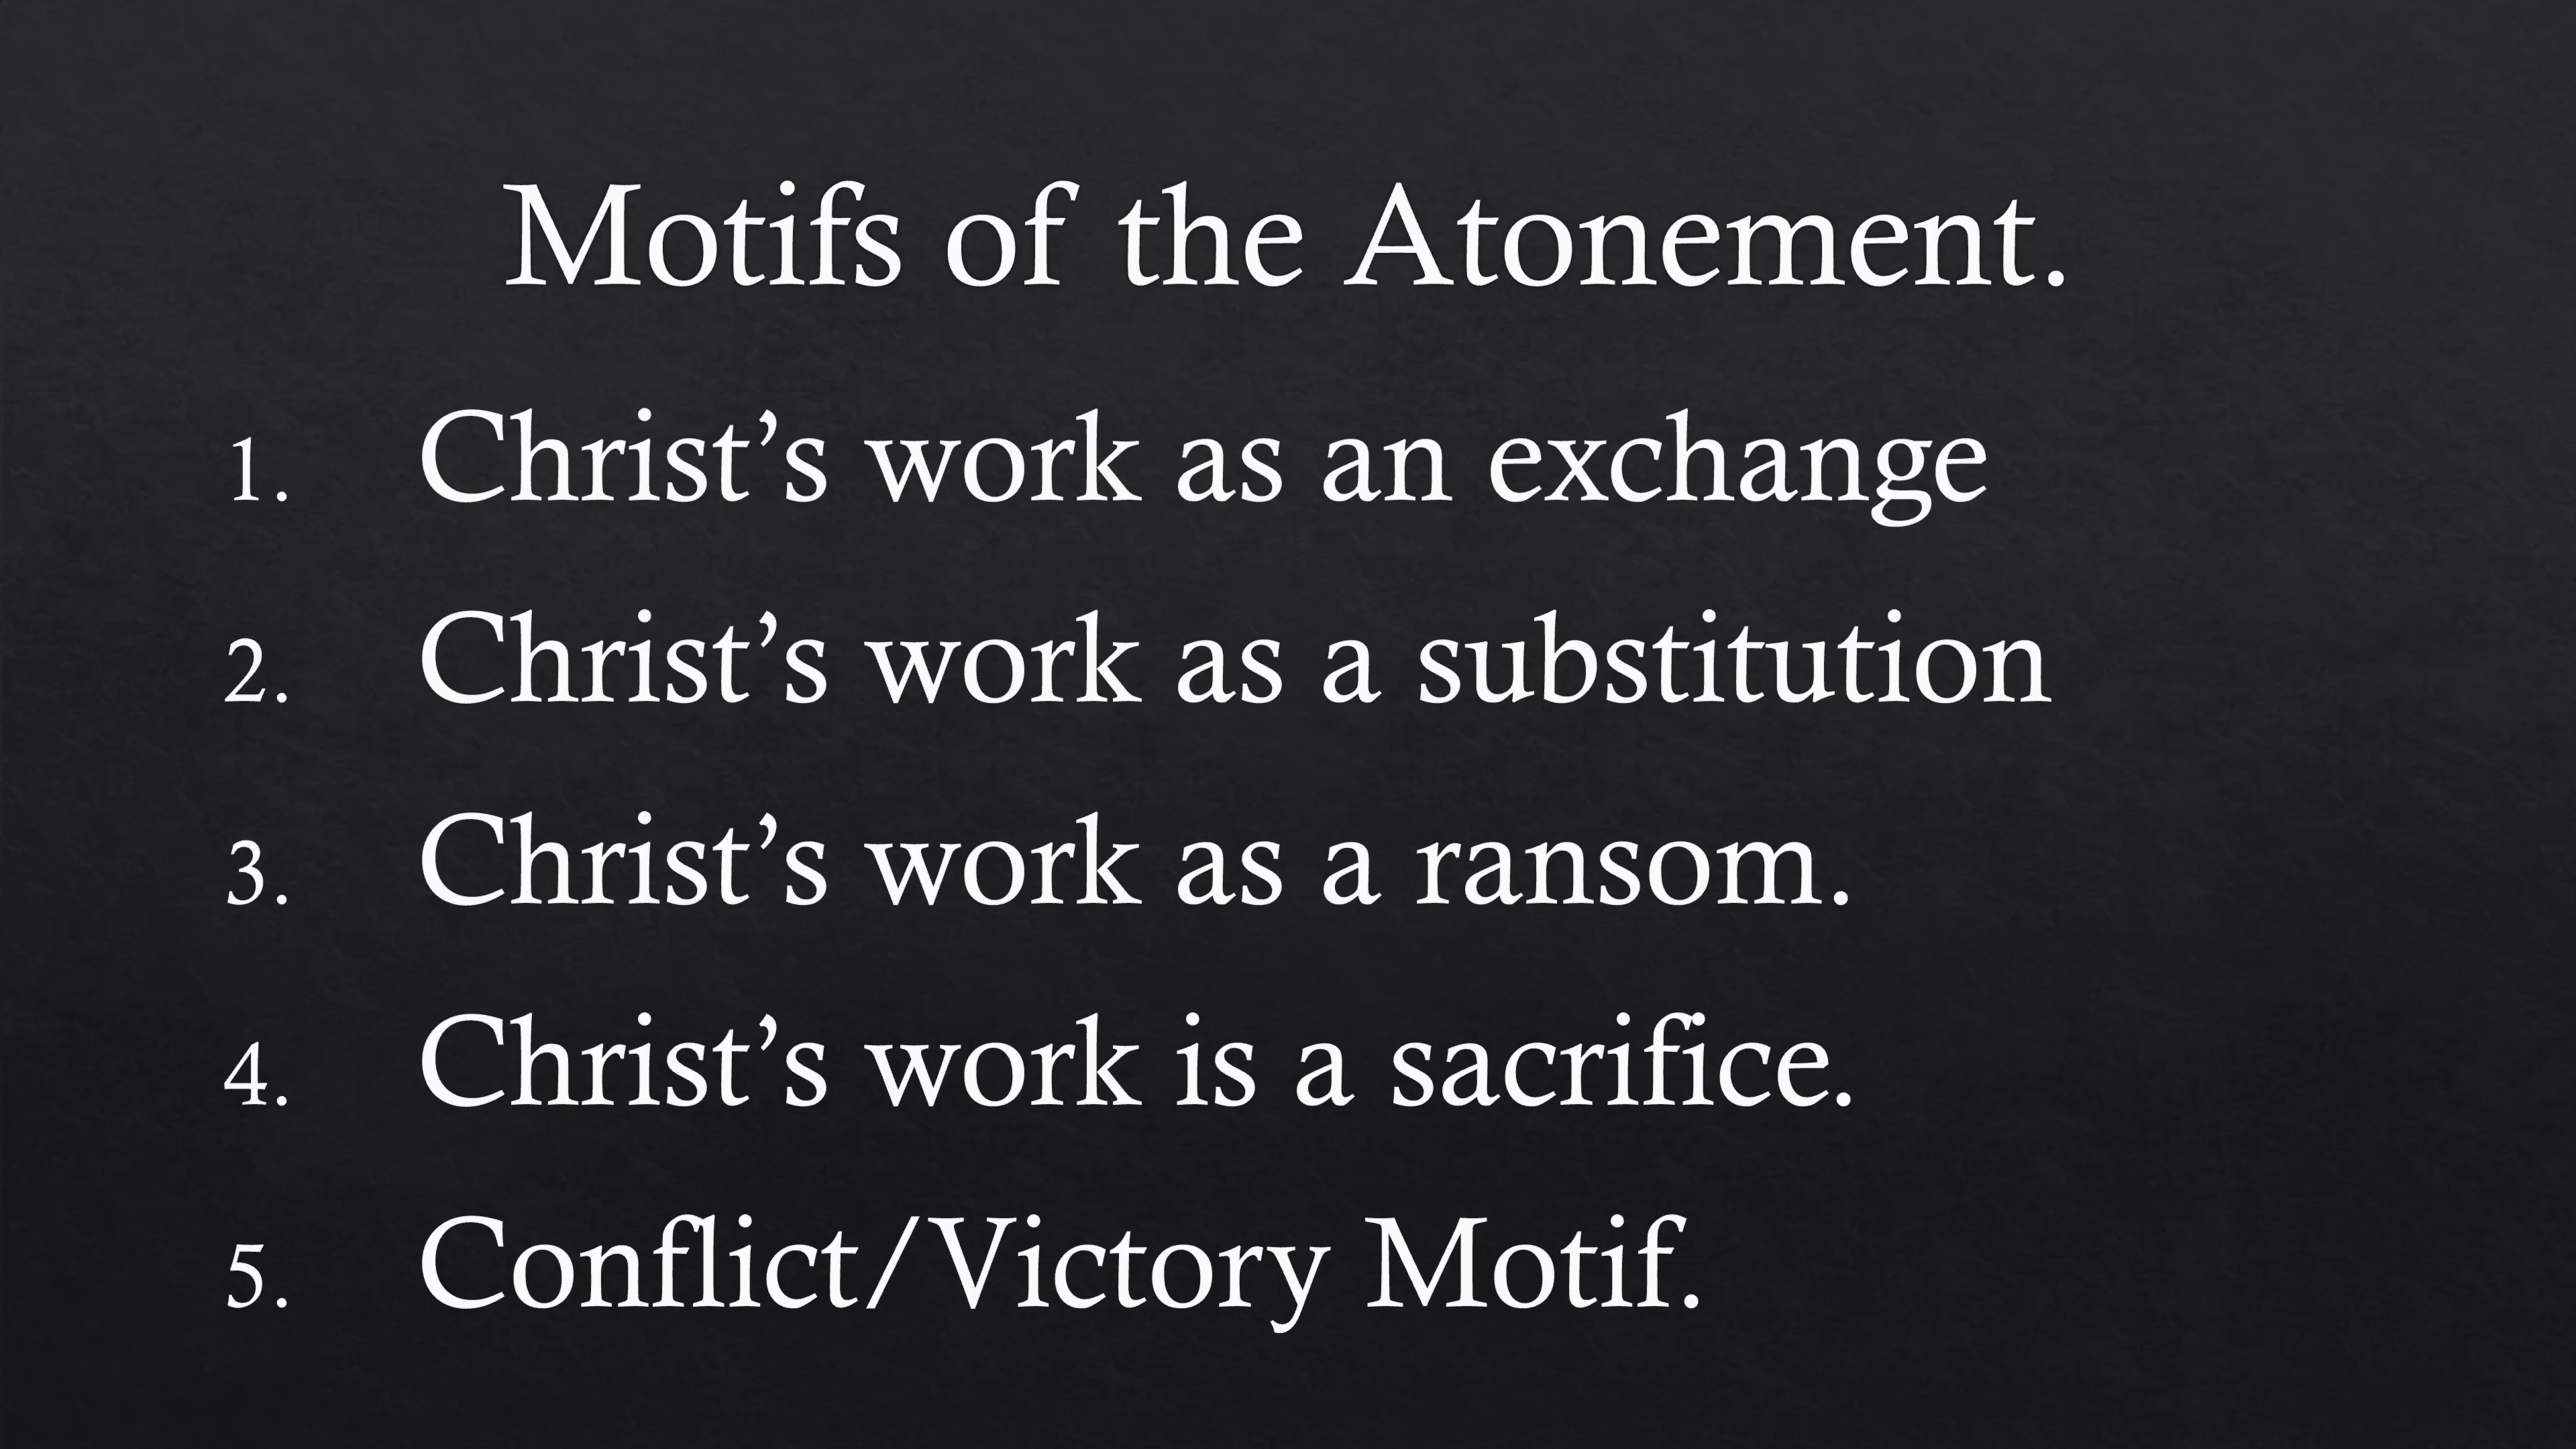 Motifs of the Atonement.
1. Christ’s work as an exchange
2. Christ’s work as a substitution
3. Christ’s work as a ransom.
4. Christ’s work is a sacrifice.
5. Conflict/Victory Motif.